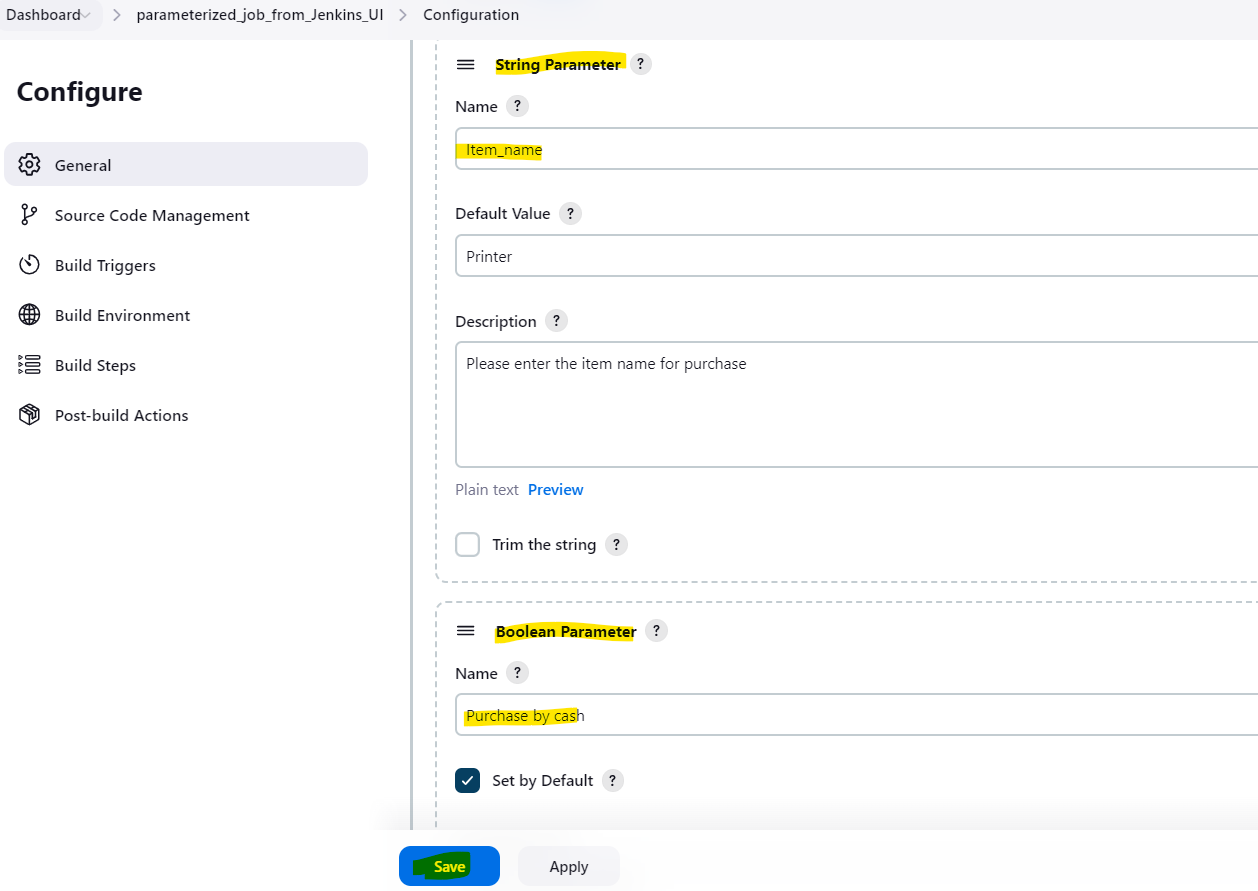 Dashboard parameterized_job_from_Jenkins_UI Configuration
Configure
General
Source Code Management
Build Triggers
Build Environment
Build Steps
Post-build Actions
String Parameter ?
Name ?
Item_name
Default Value ?
Printer
Description ?
Please enter the item name for purchase
Plain text Preview
Trim the string ?
Boolean Parameter ?
Name ?
Purchase by cash
Set by Default ?
Save Apply